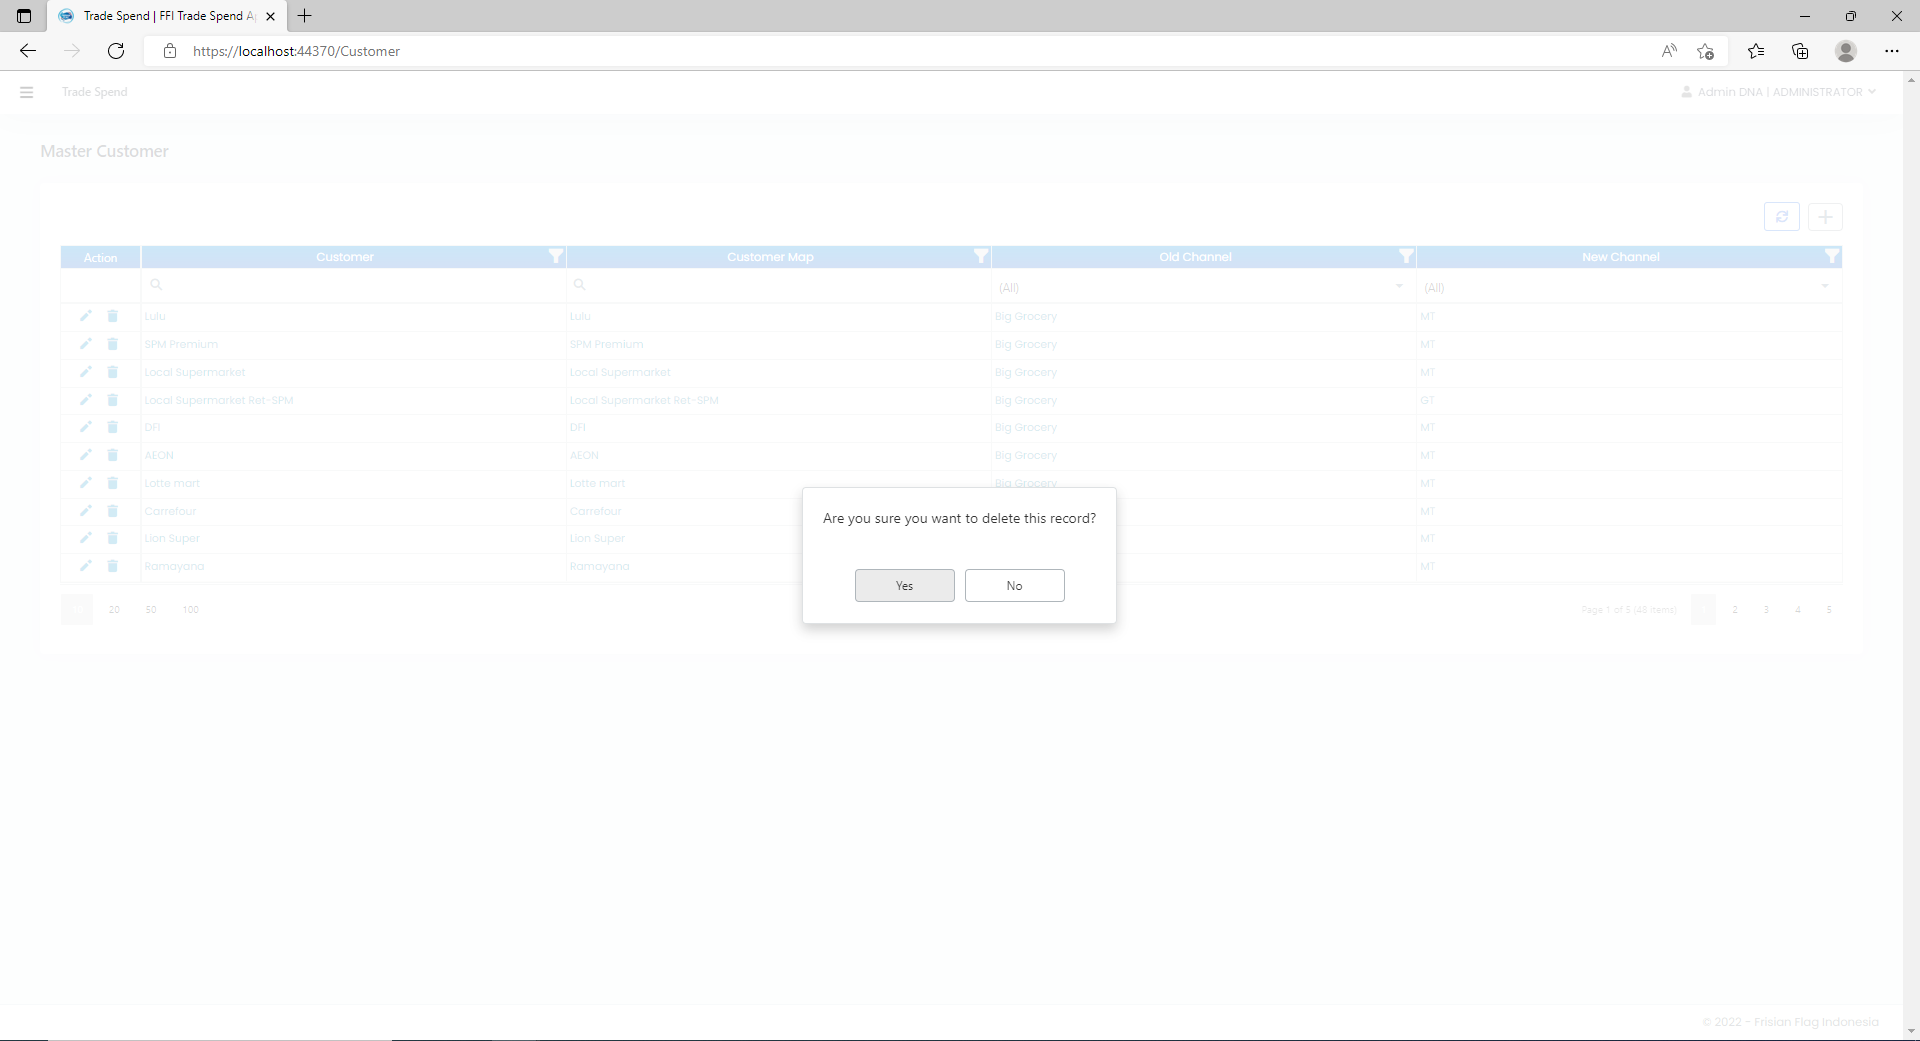 Trade Spend | FFI Trade Spend A
https://localhost:44370/Customer
Trade Spend
Admin DNA | ADMINISTRATOR
Master Customer
Action Customer Customer Map Old Channel New Channel
(All) (All)
Lulu Lulu Big Grocery MT
SPM Premium SPM Premium Big Grocery MT
Local Supermarket Local Supermarket Big Grocery MT
Local Supermarket Ret-SPM Local Supermarket Ret-SPM Big Grocery GT
DFI DFI Big Grocery MT
AEON AEON Big Grocery MT
Lotte mart Lotte mart Big Grocery MT
Carrefour Carrefour MT
Lion Super Lion Super MT
Ramayana Ramayana MT
Are you sure you want to delete this record?
Yes No
20 50 100 Page 1 of 5 (48 items) 2 3 4 5
© 2022 - Frisian Flag Indonesia